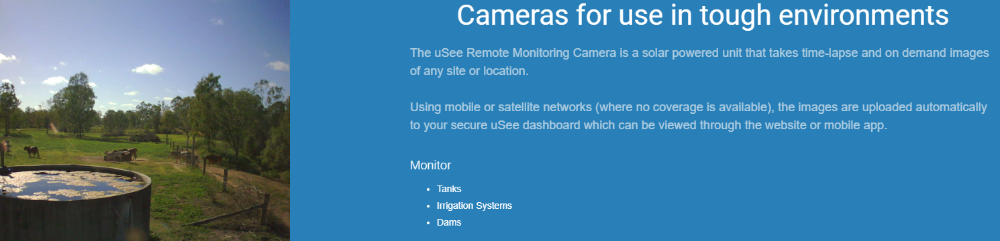 Cameras for use in tough environments
The uSee Remote Monitoring Camera is a solar powered unit that takes time-lapse and on demand images
of any site or location.
Using mobile or satellite networks (where no coverage is available), the images are uploaded automatically
to your secure uSee dashboard which can be viewed through the website or mobile app.
Monitor
• Tanks
• Irrigation Systems
• Dams